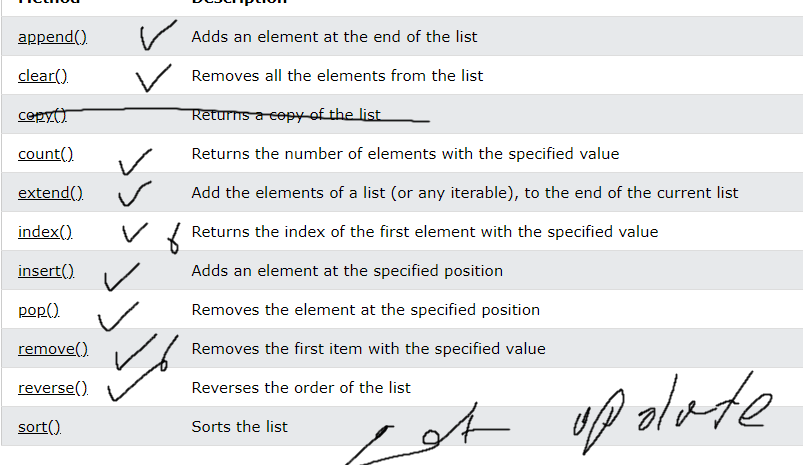 Method Description
append() Adds an element at the end of the list
clear() Removes all the elements from the list
copy() Returns a copy of the list
count() Returns the number of elements with the specified value
extend() Add the elements of a list (or any iterable), to the end of the current list
index() Returns the index of the first element with the specified value
insert() Adds an element at the specified position
pop() Removes the element at the specified position
remove() Removes the first item with the specified value
reverse() Reverses the order of the list
sort() Sorts the list
update